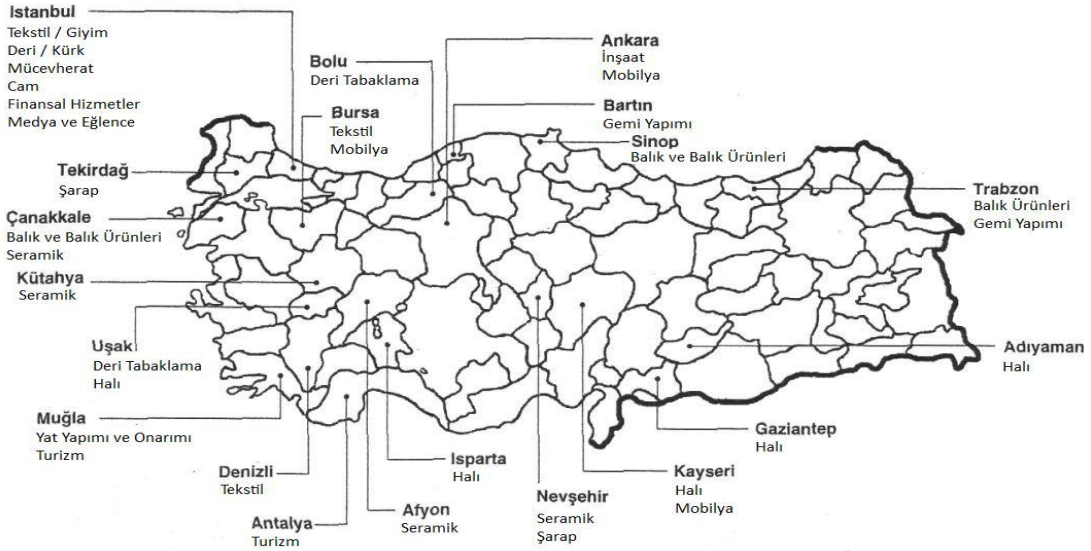 Istanbul
Tekstil / Giyim
Deri / Kürk
Mücevherat
Cam
Finansal Hizmetler
Medya ve Eğlence
Bolu
Deri Tabaklama
Ankara
İnşaat
Mobilya
Bursa
Tekstil
Mobilya
Bartın
Gemi Yapımı
Sinop
Balık ve Balık Ürünleri
Tekirdağ
Şarap
Trabzon
Balık Ürünleri
Gemi Yapımı
Çanakkale
Balık ve Balık Ürünleri
Seramik
Kütahya
Seramik
Uşak
Deri Tabaklama
Halı
Adıyaman
Halı
Muğla
Yat Yapımı ve Onarımı
Turizm
Gaziantep
Halı
Denizli
Tekstil
Isparta
Halı
Kayseri
Halı
Mobilya
Nevşehir
Seramik
Şarap
Afyon
Seramik
Antalya
Turizm